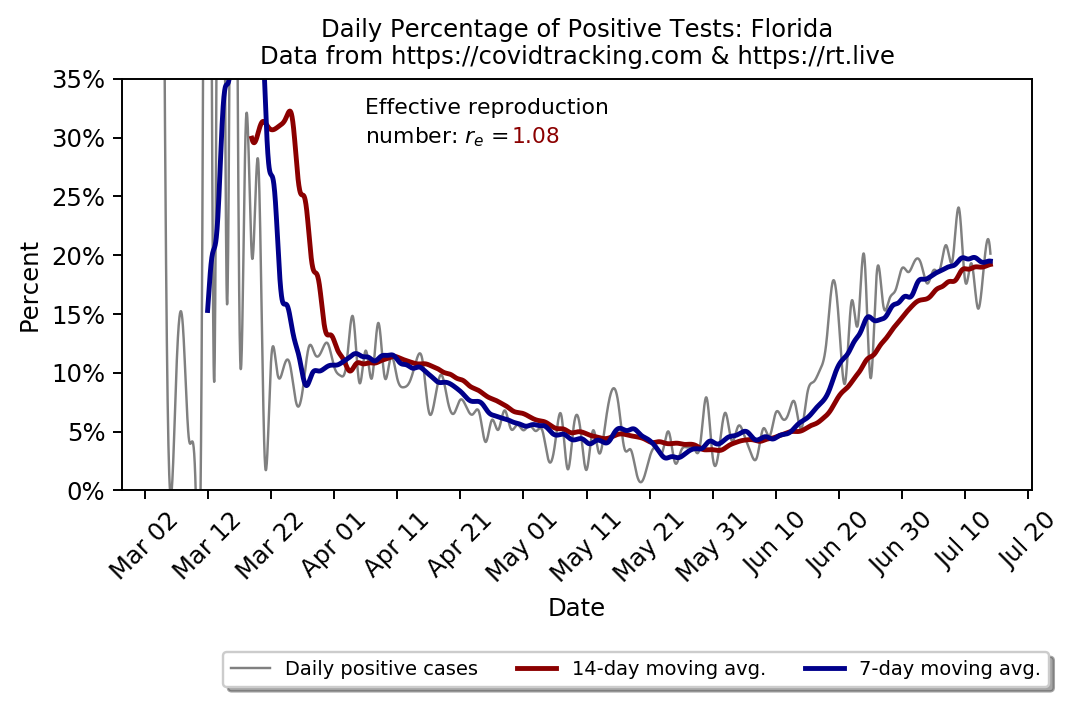 Daily Percentage of Positive Tests: Florida
Data from https://covidtracking.com & https://rt.live
Effective reproduction
number: rₑ =1.08
35%
30%
25%
20%
15%
10%
5%
0%
Percent
Mar 02
Mar 12
Mar 22
Apr 01
Apr 11
Apr 21
May 01
May 11
May 21
May 31
Jun 10
Jun 20
Jun 30
Jul 10
Jul 20
Date
Daily positive cases
14-day moving avg.
7-day moving avg.